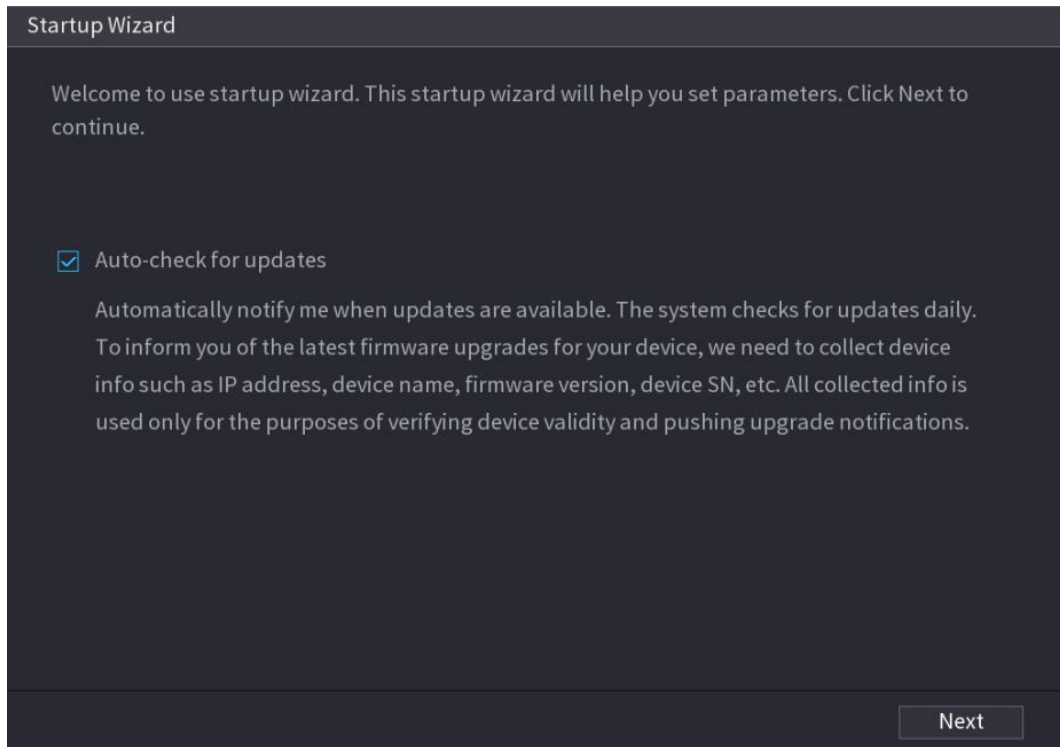 Startup Wizard
Welcome to use startup wizard. This startup wizard will help you set parameters. Click Next to
continue.
Auto-check for updates
Automatically notify me when updates are available. The system checks for updates daily.
To inform you of the latest firmware upgrades for your device, we need to collect device
info such as IP address, device name, firmware version, device SN, etc. All collected info is
used only for the purposes of verifying device validity and pushing upgrade notifications.
Next